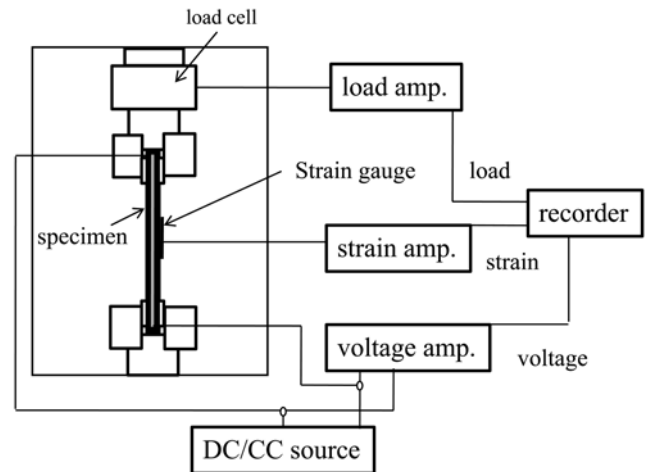 load cell
load amp.
Strain gauge
load
recorder
specimen
strain amp.
strain
voltage amp.
voltage
DC/CC source